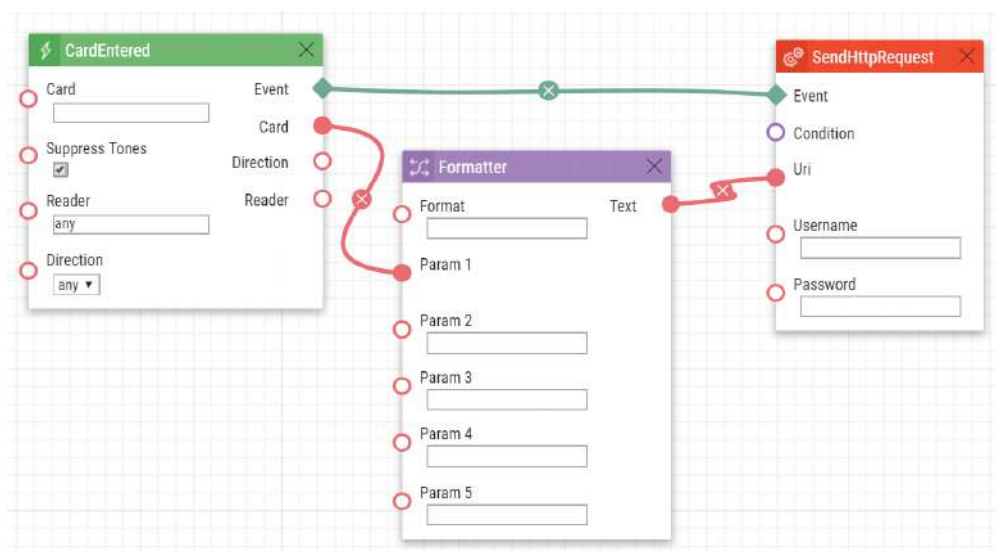 CardEntered
Card
Event
Card
Suppress Tones
Direction
Reader
any
Reader
Direction
any
Formatter
Format
Text
Param 1
Param 2
Param 3
Param 4
Param 5
SendHttpRequest
Event
Condition
Uri
Username
Password